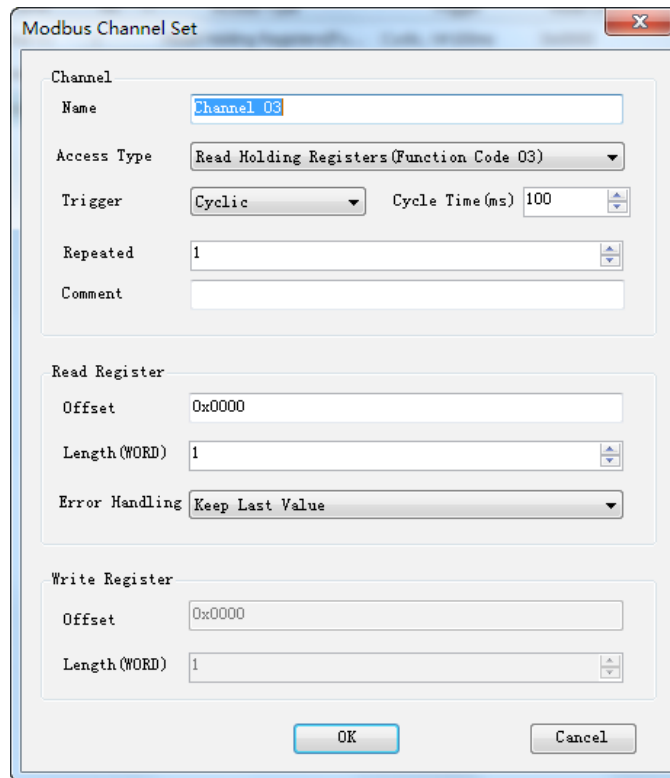 Modbus Channel Set
Channel
Name Channel 03
Access Type Read Holding Registers(Function Code 03)
Trigger Cyclic Cycle Time(ms) 100
Repeated 1
Comment
Read Register
Offset 0x0000
Length(WORD) 1
Error Handling Keep Last Value
Write Register
Offset 0x0000
Length(WORD) 1
OK Cancel